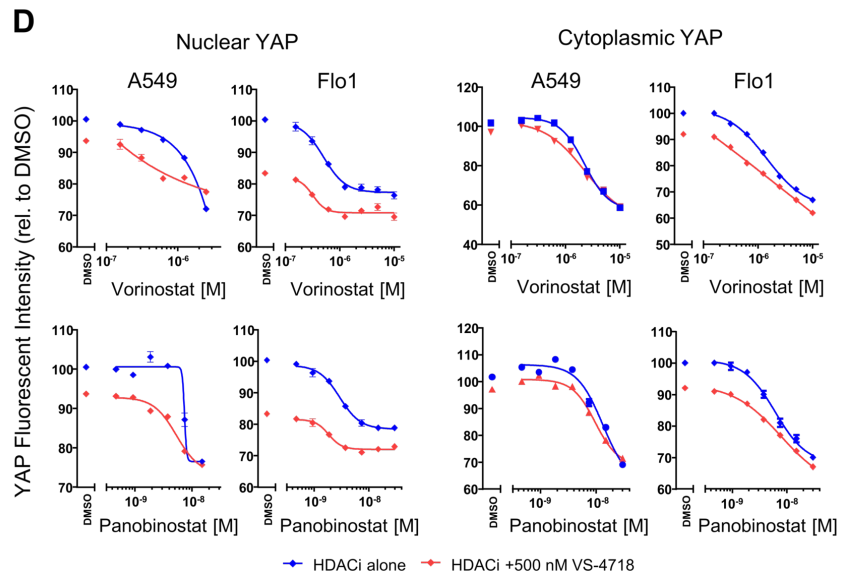 D
Nuclear YAP
Cytoplasmic YAP
A549
Flo1
A549
Flo1
YAP Fluorescent Intensity (rel. to DMSO)
110
100
90
80
70
60
DMSO
10-7
10-6
Vorinostat [M]
110
100
90
80
70
60
DMSO
10-7
10-6
10-5
Vorinostat [M]
120
100
80
60
40
DMSO
10-7
10-6
10-5
Vorinostat [M]
110
100
90
80
70
60
50
DMSO
10-7
10-6
10-5
Vorinostat [M]
110
100
90
80
70
DMSO
10-9
10-8
Panobinostat [M]
110
100
90
80
70
60
DMSO
10-9
10-8
Panobinostat [M]
120
110
100
90
80
70
60
DMSO
10-9
10-8
Panobinostat [M]
110
100
90
80
70
60
DMSO
10-9
10-8
Panobinostat [M]
HDACi alone
HDACi +500 nM VS-4718